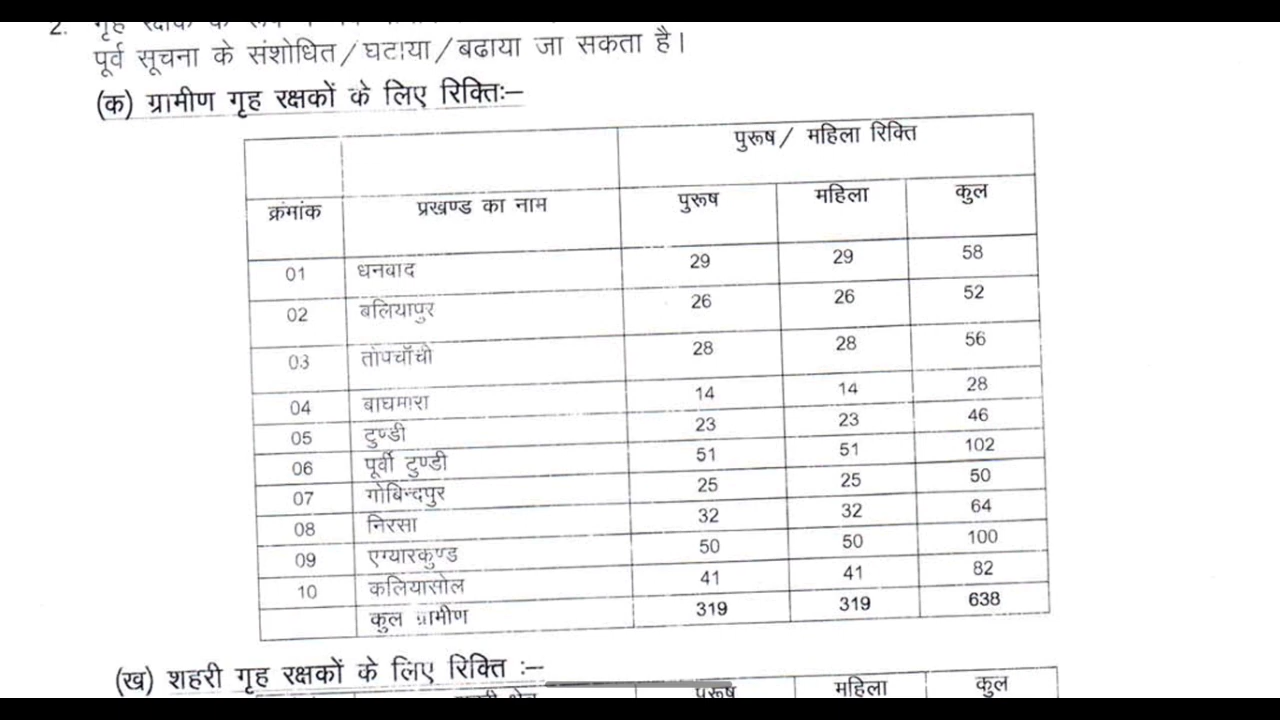 2.
पूर्व सूचना के संशोधित/घटाया/बढाया जा सकता है।
(क) ग्रामीण गृह रक्षकों के लिए रिक्तिः–
पुरूष/ महिला रिक्ति
क्रंमांक प्रखण्ड का नाम पुरूष महिला कुल
01 धनबाद 29 29 58
02 बलियापुर 26 26 52
03 तोपचाँची 28 28 56
04 बाघमारा 14 14 28
05 टुण्डी 23 23 46
06 पूर्वी टुण्डी 51 51 102
07 गोबिन्दपुर 25 25 50
08 निरसा 32 32 64
09 एग्यारकुण्ड 50 50 100
10 कलियासोल 41 41 82
कुल ग्रामीण 319 319 638
(ख) शहरी गृह रक्षकों के लिए रिक्ति :–
पुरूष महिला कुल